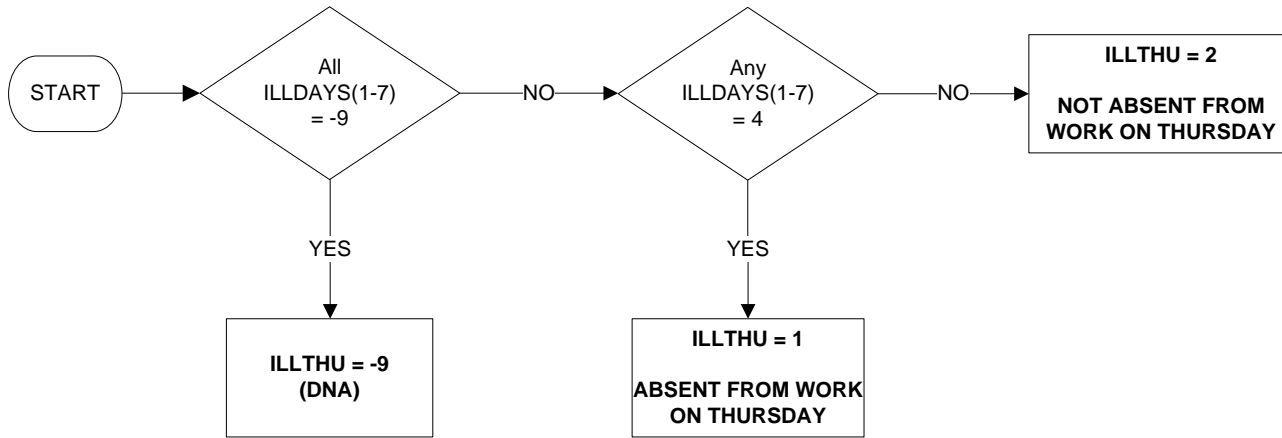 START
All
ILLDAYS(1-7)
= -9
NO
Any
ILLDAYS(1-7)
= 4
NO
ILLTHU = 2
NOT ABSENT FROM
WORK ON THURSDAY
YES
YES
ILLTHU = -9
(DNA)
ILLTHU = 1
ABSENT FROM WORK
ON THURSDAY